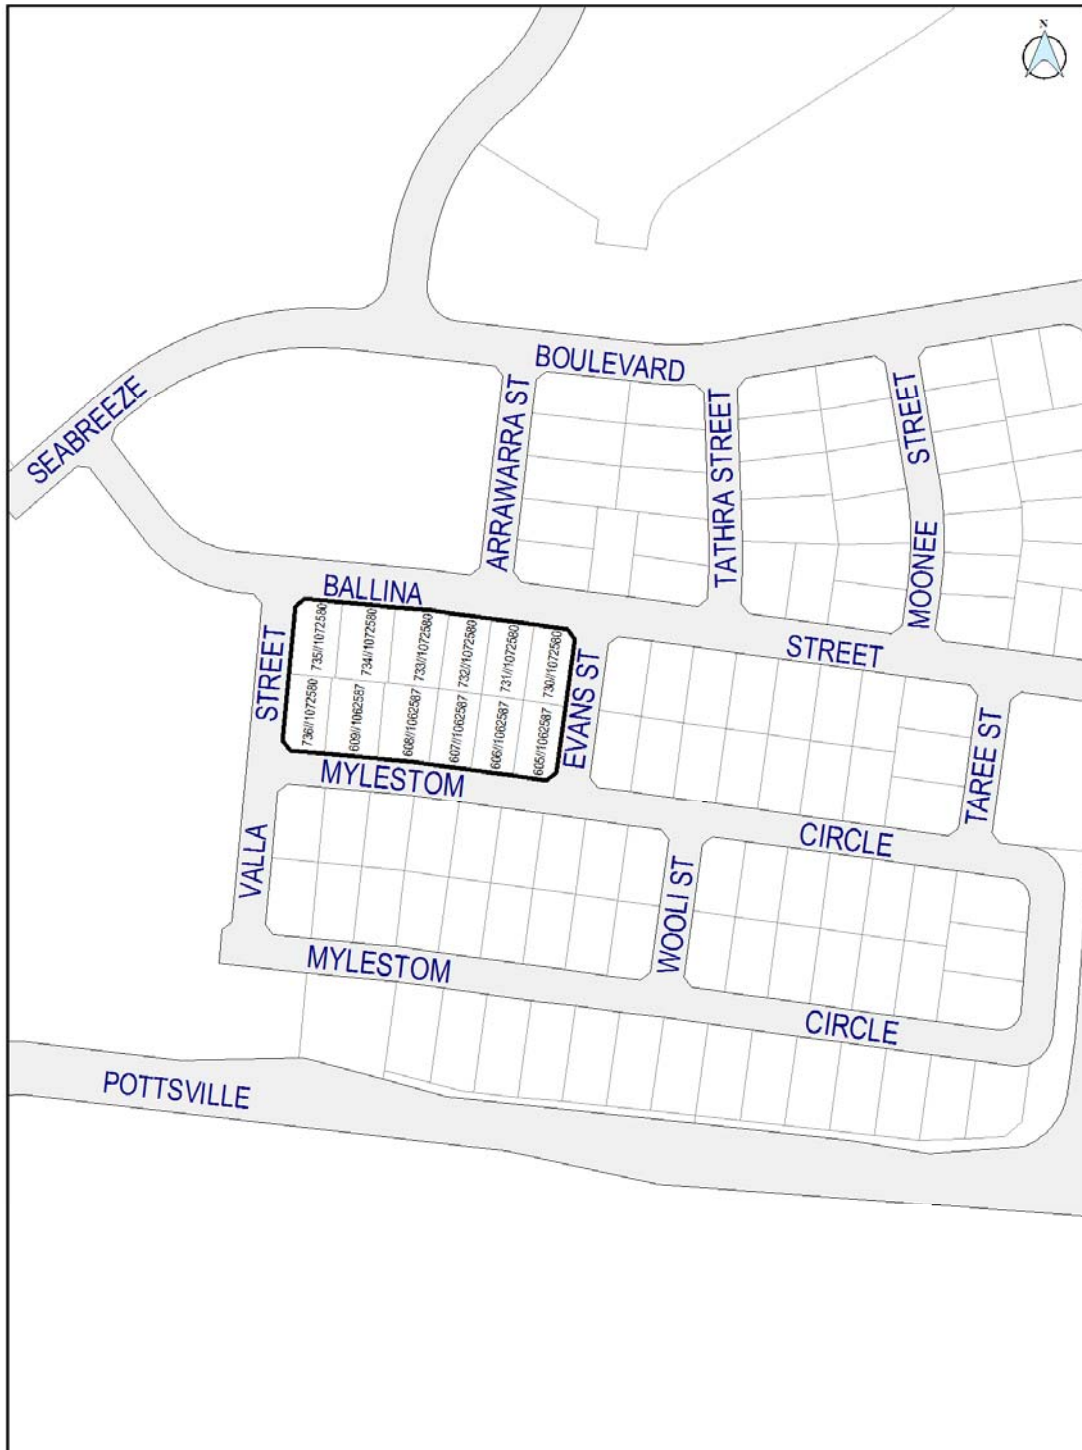 N
BOULEVARD
SEABREEZE
ARRAWARRA ST
TATHRA STREET
STREET
MOONEE
BALLINA
STREET
STREET
735//1072580
734//1072580
733//1072580
732//1072580
731//1072580
730//1072580
736//1072580
609//1062587
608//1062587
607//1062587
606//1062587
605//1062587
EVANS ST
TAREE ST
MYLESTOM
CIRCLE
VALLA
WOOLI ST
MYLESTOM
CIRCLE
POTTSVILLE